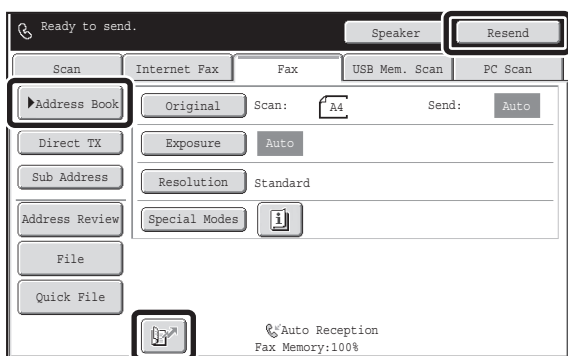 Ready to send.
Speaker
Resend
Scan
Internet Fax
Fax
USB Mem. Scan
PC Scan
Address Book
Original
Scan:
A4
Send:
Auto
Direct TX
Exposure
Auto
Sub Address
Resolution
Standard
Address Review
Special Modes
File
Quick File
Auto Reception
Fax Memory:100%